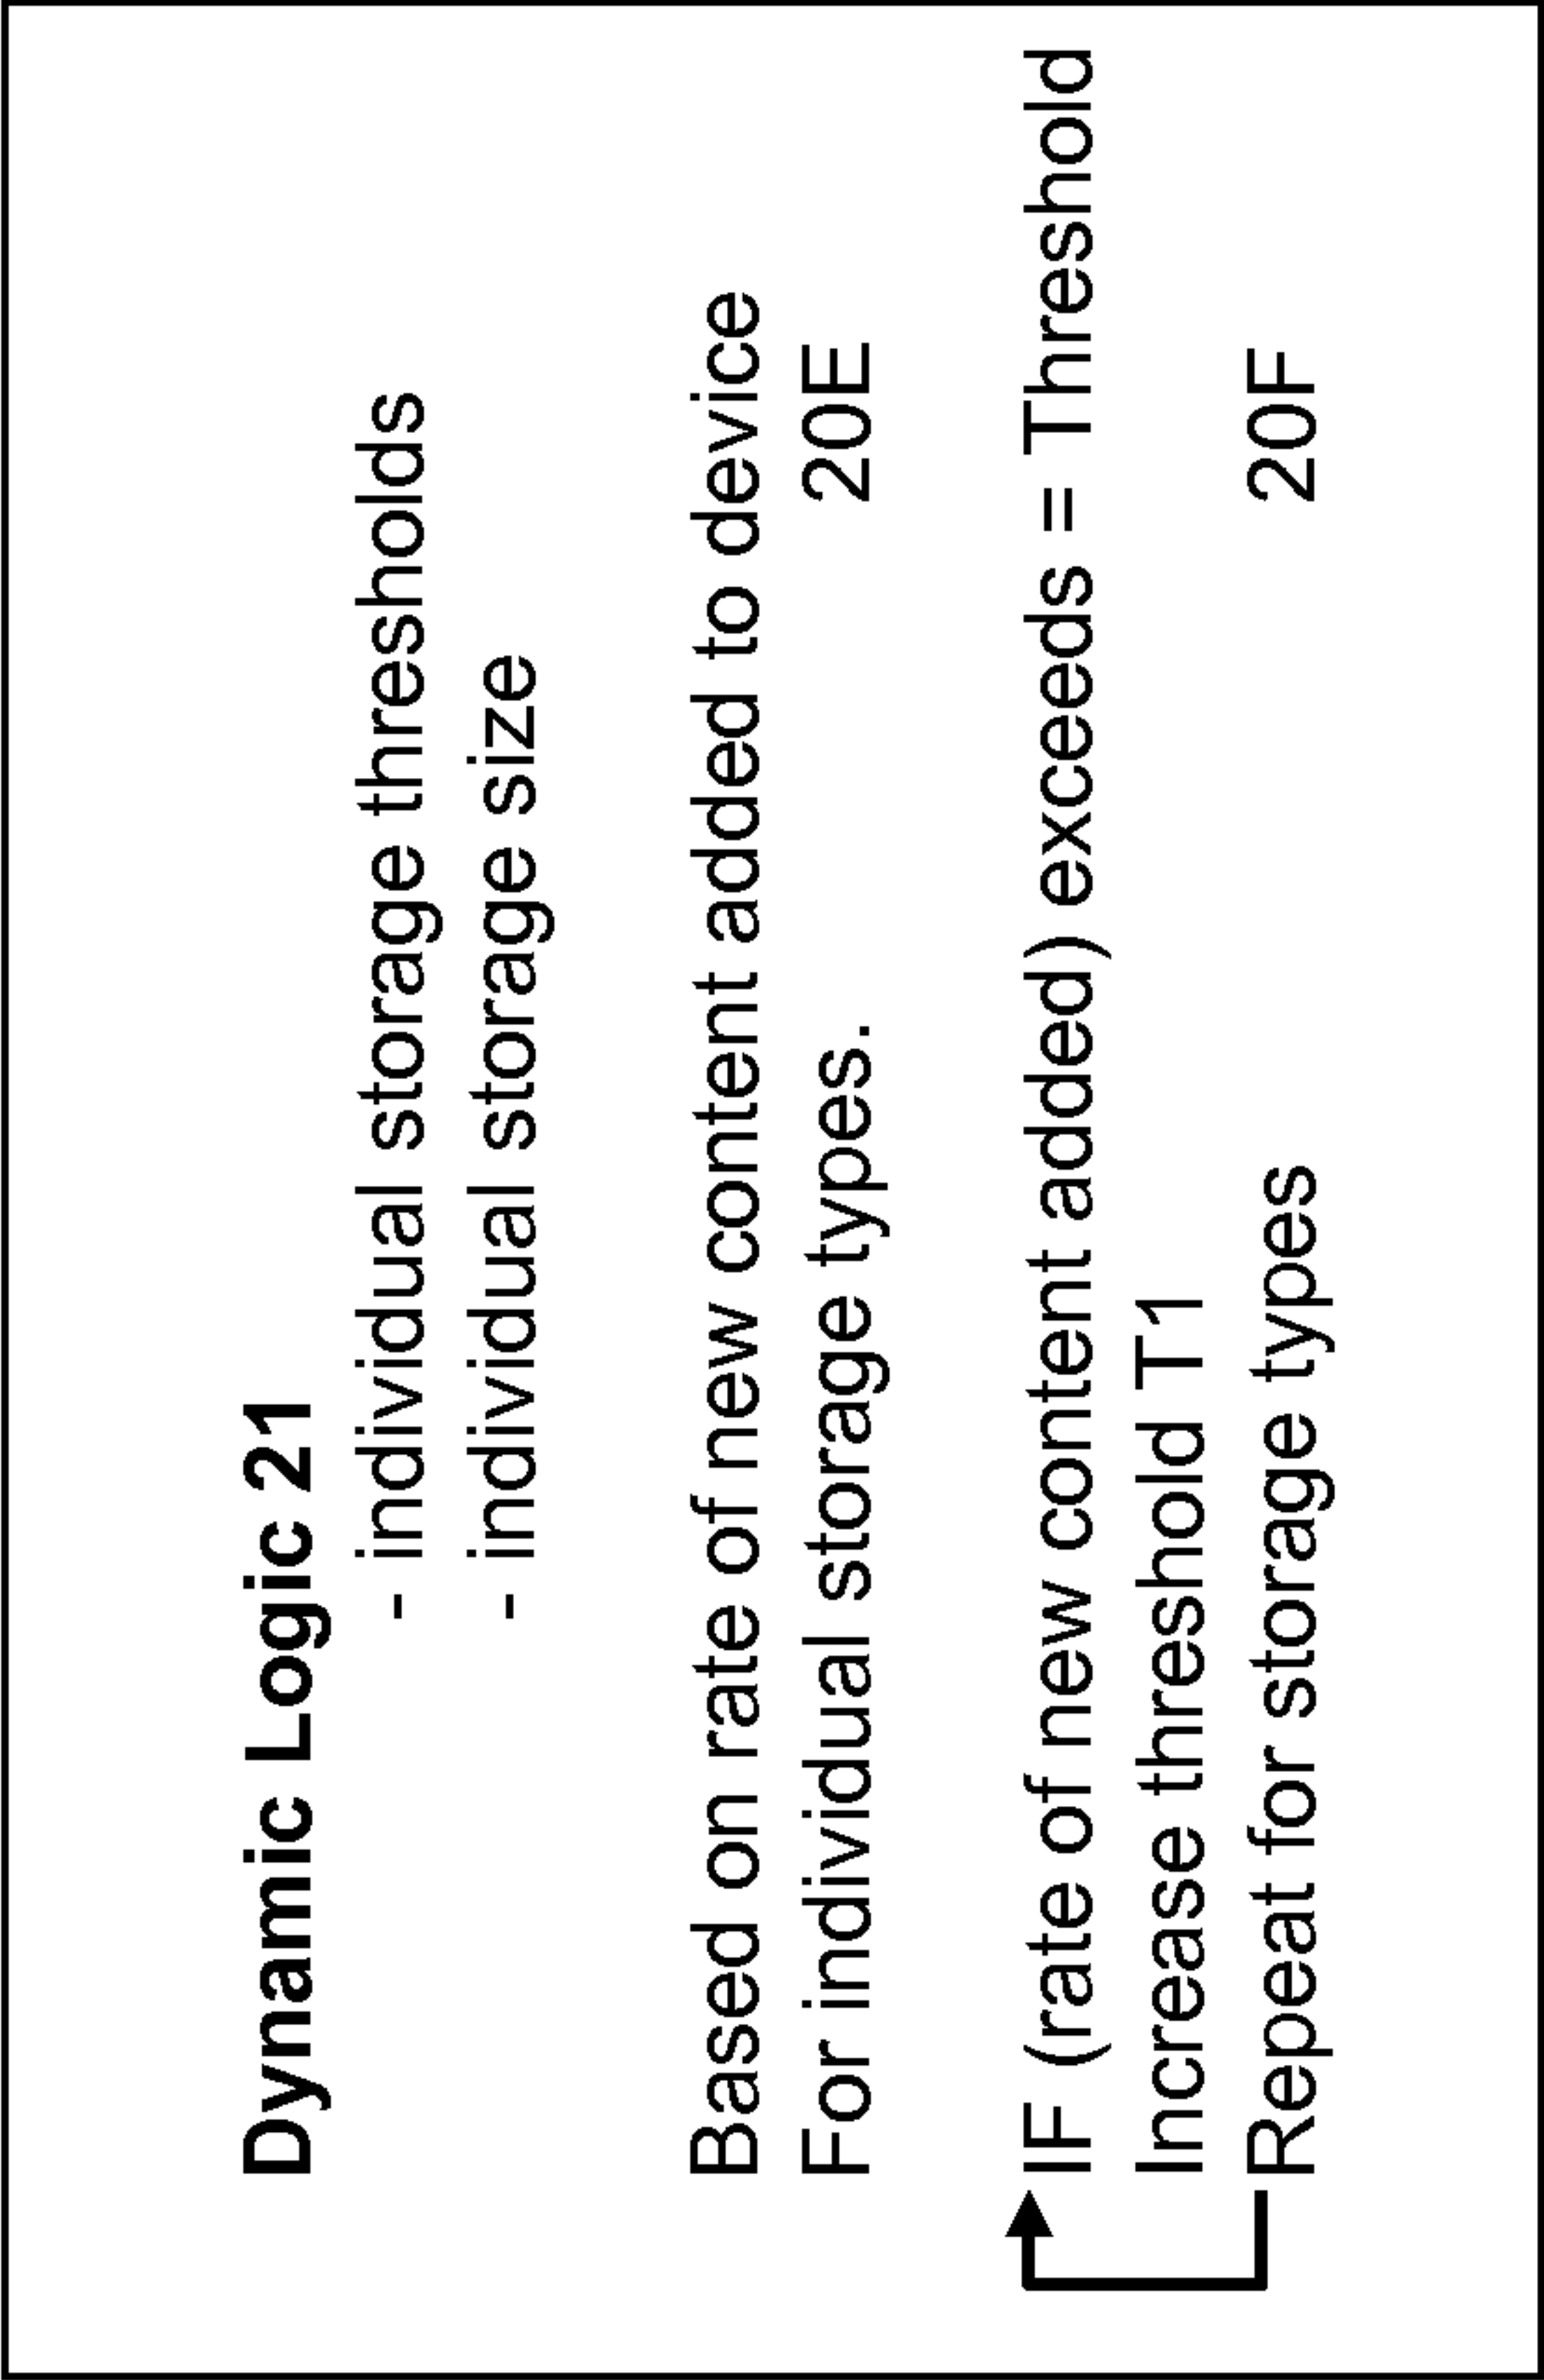 Dynamic Logic 21
- individual storage thresholds
- individual storage size
Based on rate of new content added to device
For individual storage types. 20E
IF (rate of new content added) exceeds = Threshold
Increase threshold T1
Repeat for storage types 20F